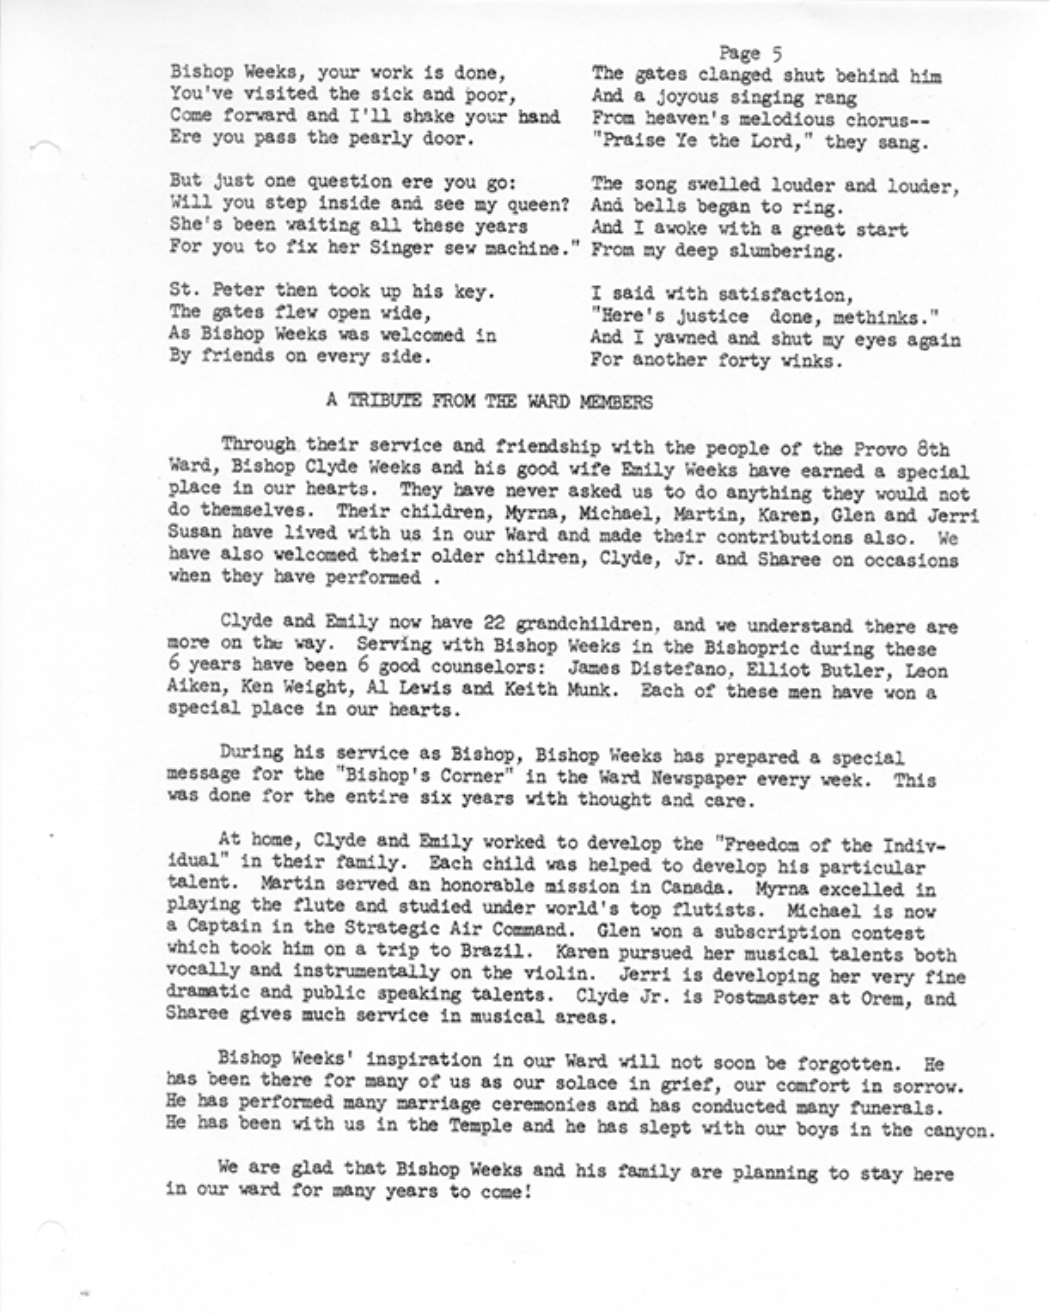 Page 5
Bishop Weeks, your work is done,
You've visited the sick and poor,
Come forward and I'll shake your hand
Ere you pass the pearly door.
But just one question ere you go:
Will you step inside and see my queen?
She's been waiting all these years
For you to fix her Singer sew machine."
St. Peter then took up his key.
The gates flew open wide,
As Bishop Weeks was welcomed in
By friends on every side.
The gates clanged shut behind him
And a joyous singing rang
From heaven's melodious chorus--
"Praise Ye the Lord," they sang.
The song swelled louder and louder,
And bells began to ring.
And I awoke with a great start
From my deep slumbering.
I said with satisfaction,
"Here's justice done, methinks."
And I yawned and shut my eyes again
For another forty winks.
A TRIBUTE FROM THE WARD MEMBERS
Through their service and friendship with the people of the Provo 8th
Ward, Bishop Clyde Weeks and his good wife Emily Weeks have earned a special
place in our hearts. They have never asked us to do anything they would not
do themselves. Their children, Myrna, Michael, Martin, Karen, Glen and Jerri
Susan have lived with us in our Ward and made their contributions also. We
have also welcomed their older children, Clyde, Jr. and Sharee on occasions
when they have performed .
Clyde and Emily now have 22 grandchildren, and we understand there are
more on the way. Serving with Bishop Weeks in the Bishopric during these
6 years have been 6 good counselors: James Distefano, Elliot Butler, Leon
Aiken, Ken Weight, Al Lewis and Keith Munk. Each of these men have won a
special place in our hearts.
During his service as Bishop, Bishop Weeks has prepared a special
message for the "Bishop's Corner" in the Ward Newspaper every week. This
was done for the entire six years with thought and care.
At home, Clyde and Emily worked to develop the "Freedom of the Indiv-
idual" in their family. Each child was helped to develop his particular
talent. Martin served an honorable mission in Canada. Myrna excelled in
playing the flute and studied under world's top flutists. Michael is now
a Captain in the Strategic Air Command. Glen won a subscription contest
which took him on a trip to Brazil. Karen pursued her musical talents both
vocally and instrumentally on the violin. Jerri is developing her very fine
dramatic and public speaking talents. Clyde Jr. is Postmaster at Orem, and
Sharee gives much service in musical areas.
Bishop Weeks' inspiration in our Ward will not soon be forgotten. He
has been there for many of us as our solace in grief, our comfort in sorrow.
He has performed many marriage ceremonies and has conducted many funerals.
He has been with us in the Temple and he has slept with our boys in the canyon.
We are glad that Bishop Weeks and his family are planning to stay here
in our ward for many years to come!